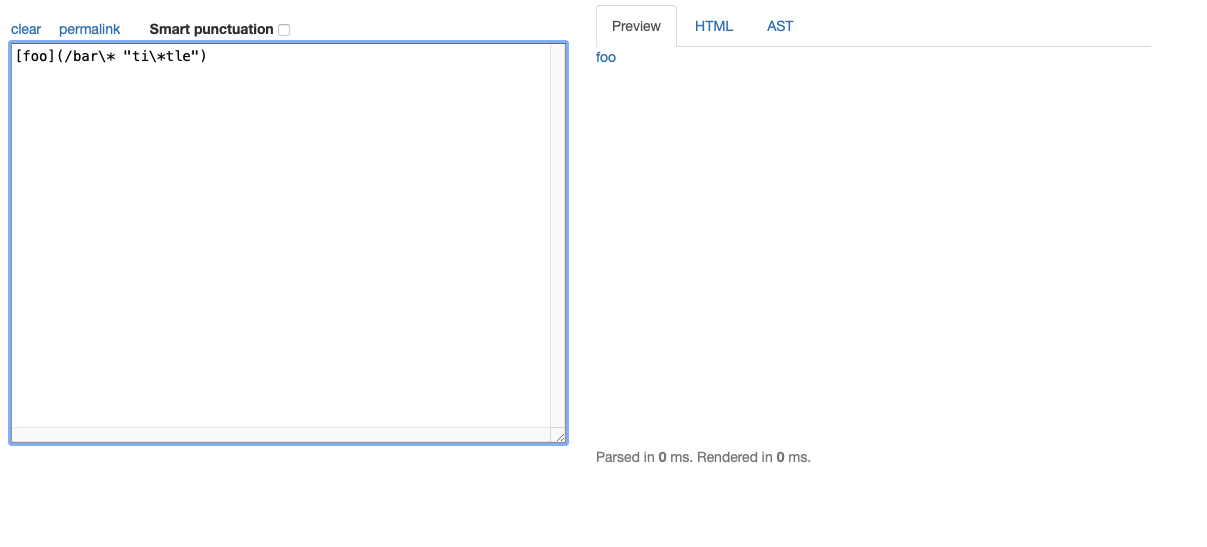 clear permalink Smart punctuation
[foo](/bar\* "ti\*tle")
Preview HTML AST
foo
Parsed in 0 ms. Rendered in 0 ms.